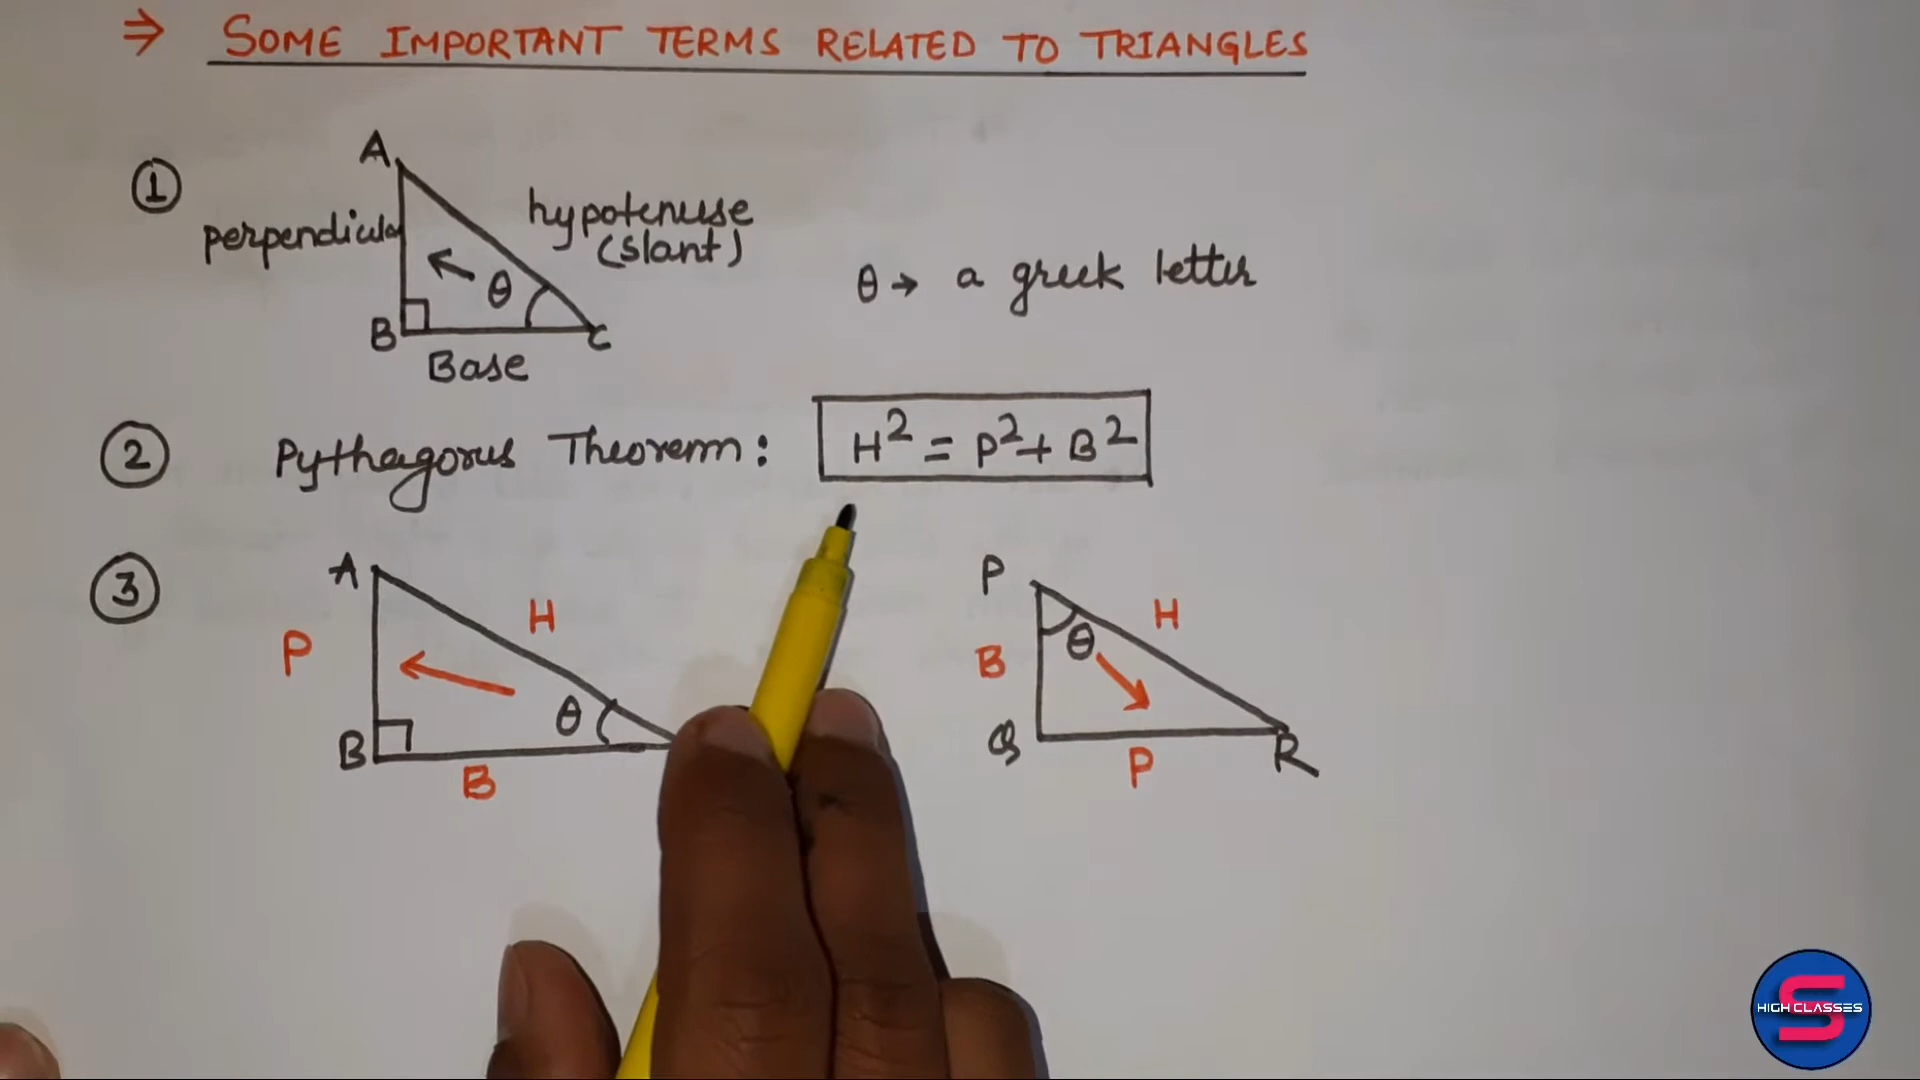 ⇒ SOME IMPORTANT TERMS RELATED TO TRIANGLES
① A
perpendicular
hypotenuse
(slant)
θ
θ → a greek letter
B C
Base
② Pythagorus Theorem: H² = P² + B²
③ A
P H
θ
B
B
P
H
B θ
Q R
P
S
HIGH CLASSES